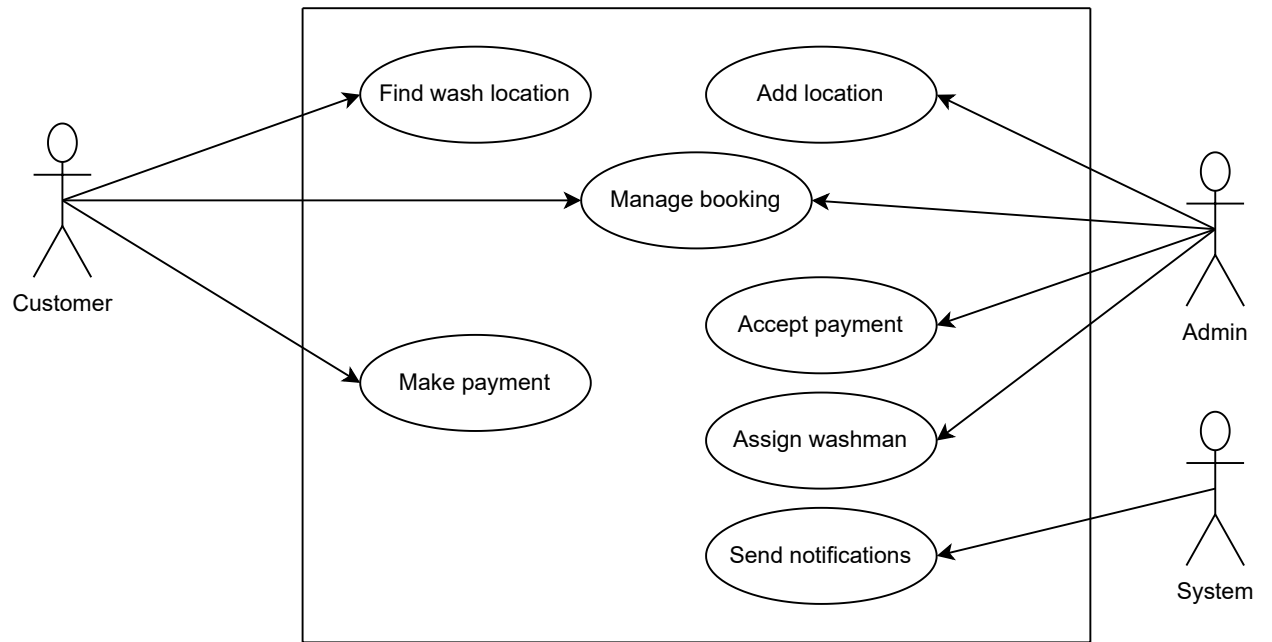 Find wash location
Add location
Manage booking
Customer
Accept payment
Admin
Make payment
Assign washman
Send notifications
System